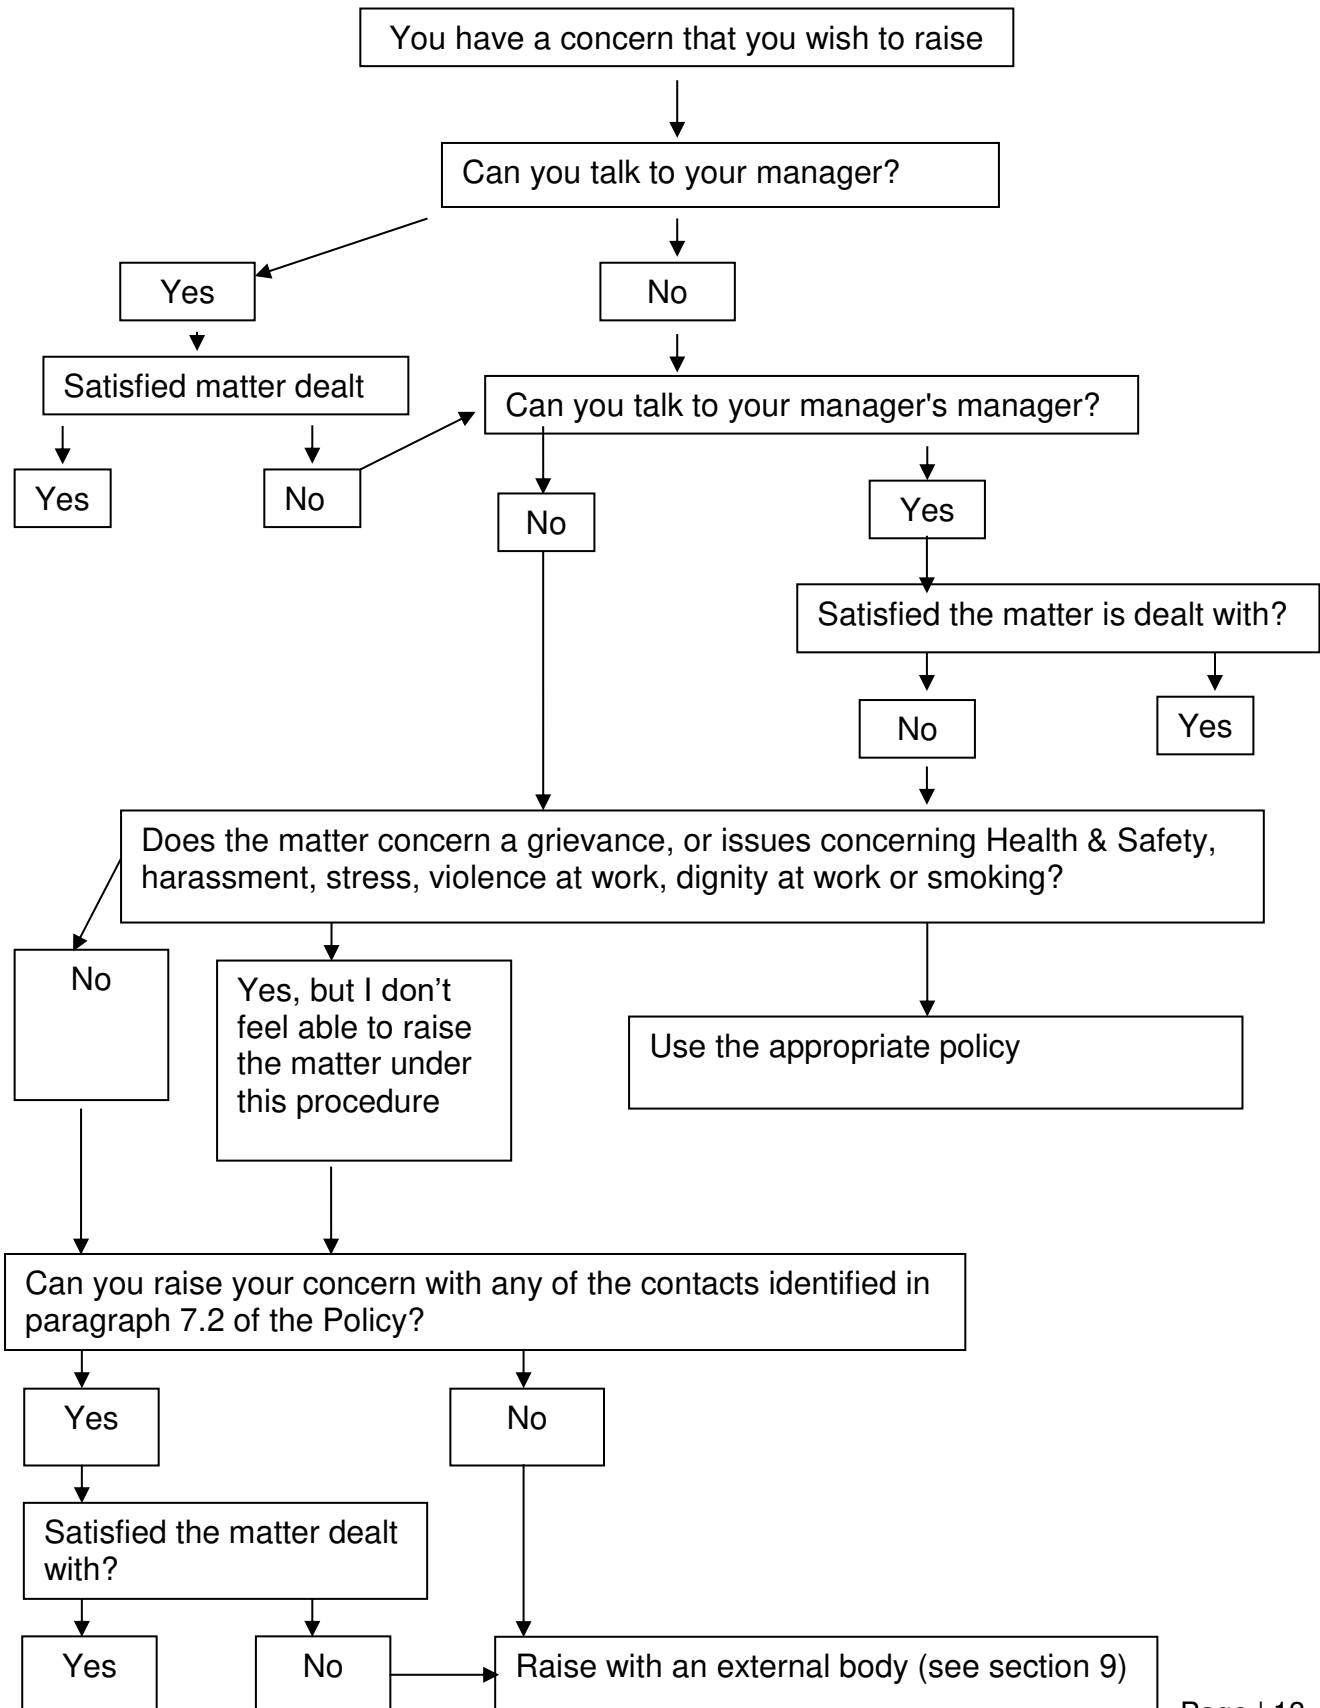 You have a concern that you wish to raise
Can you talk to your manager?
Yes
No
Satisfied matter dealt
Can you talk to your manager's manager?
Yes
No
No
Yes
Satisfied the matter is dealt with?
No
Yes
Does the matter concern a grievance, or issues concerning Health & Safety,
harassment, stress, violence at work, dignity at work or smoking?
No
Yes, but I don’t
feel able to raise
the matter under
this procedure
Use the appropriate policy
Can you raise your concern with any of the contacts identified in
paragraph 7.2 of the Policy?
Yes
No
Satisfied the matter dealt
with?
Yes
No
Raise with an external body (see section 9)